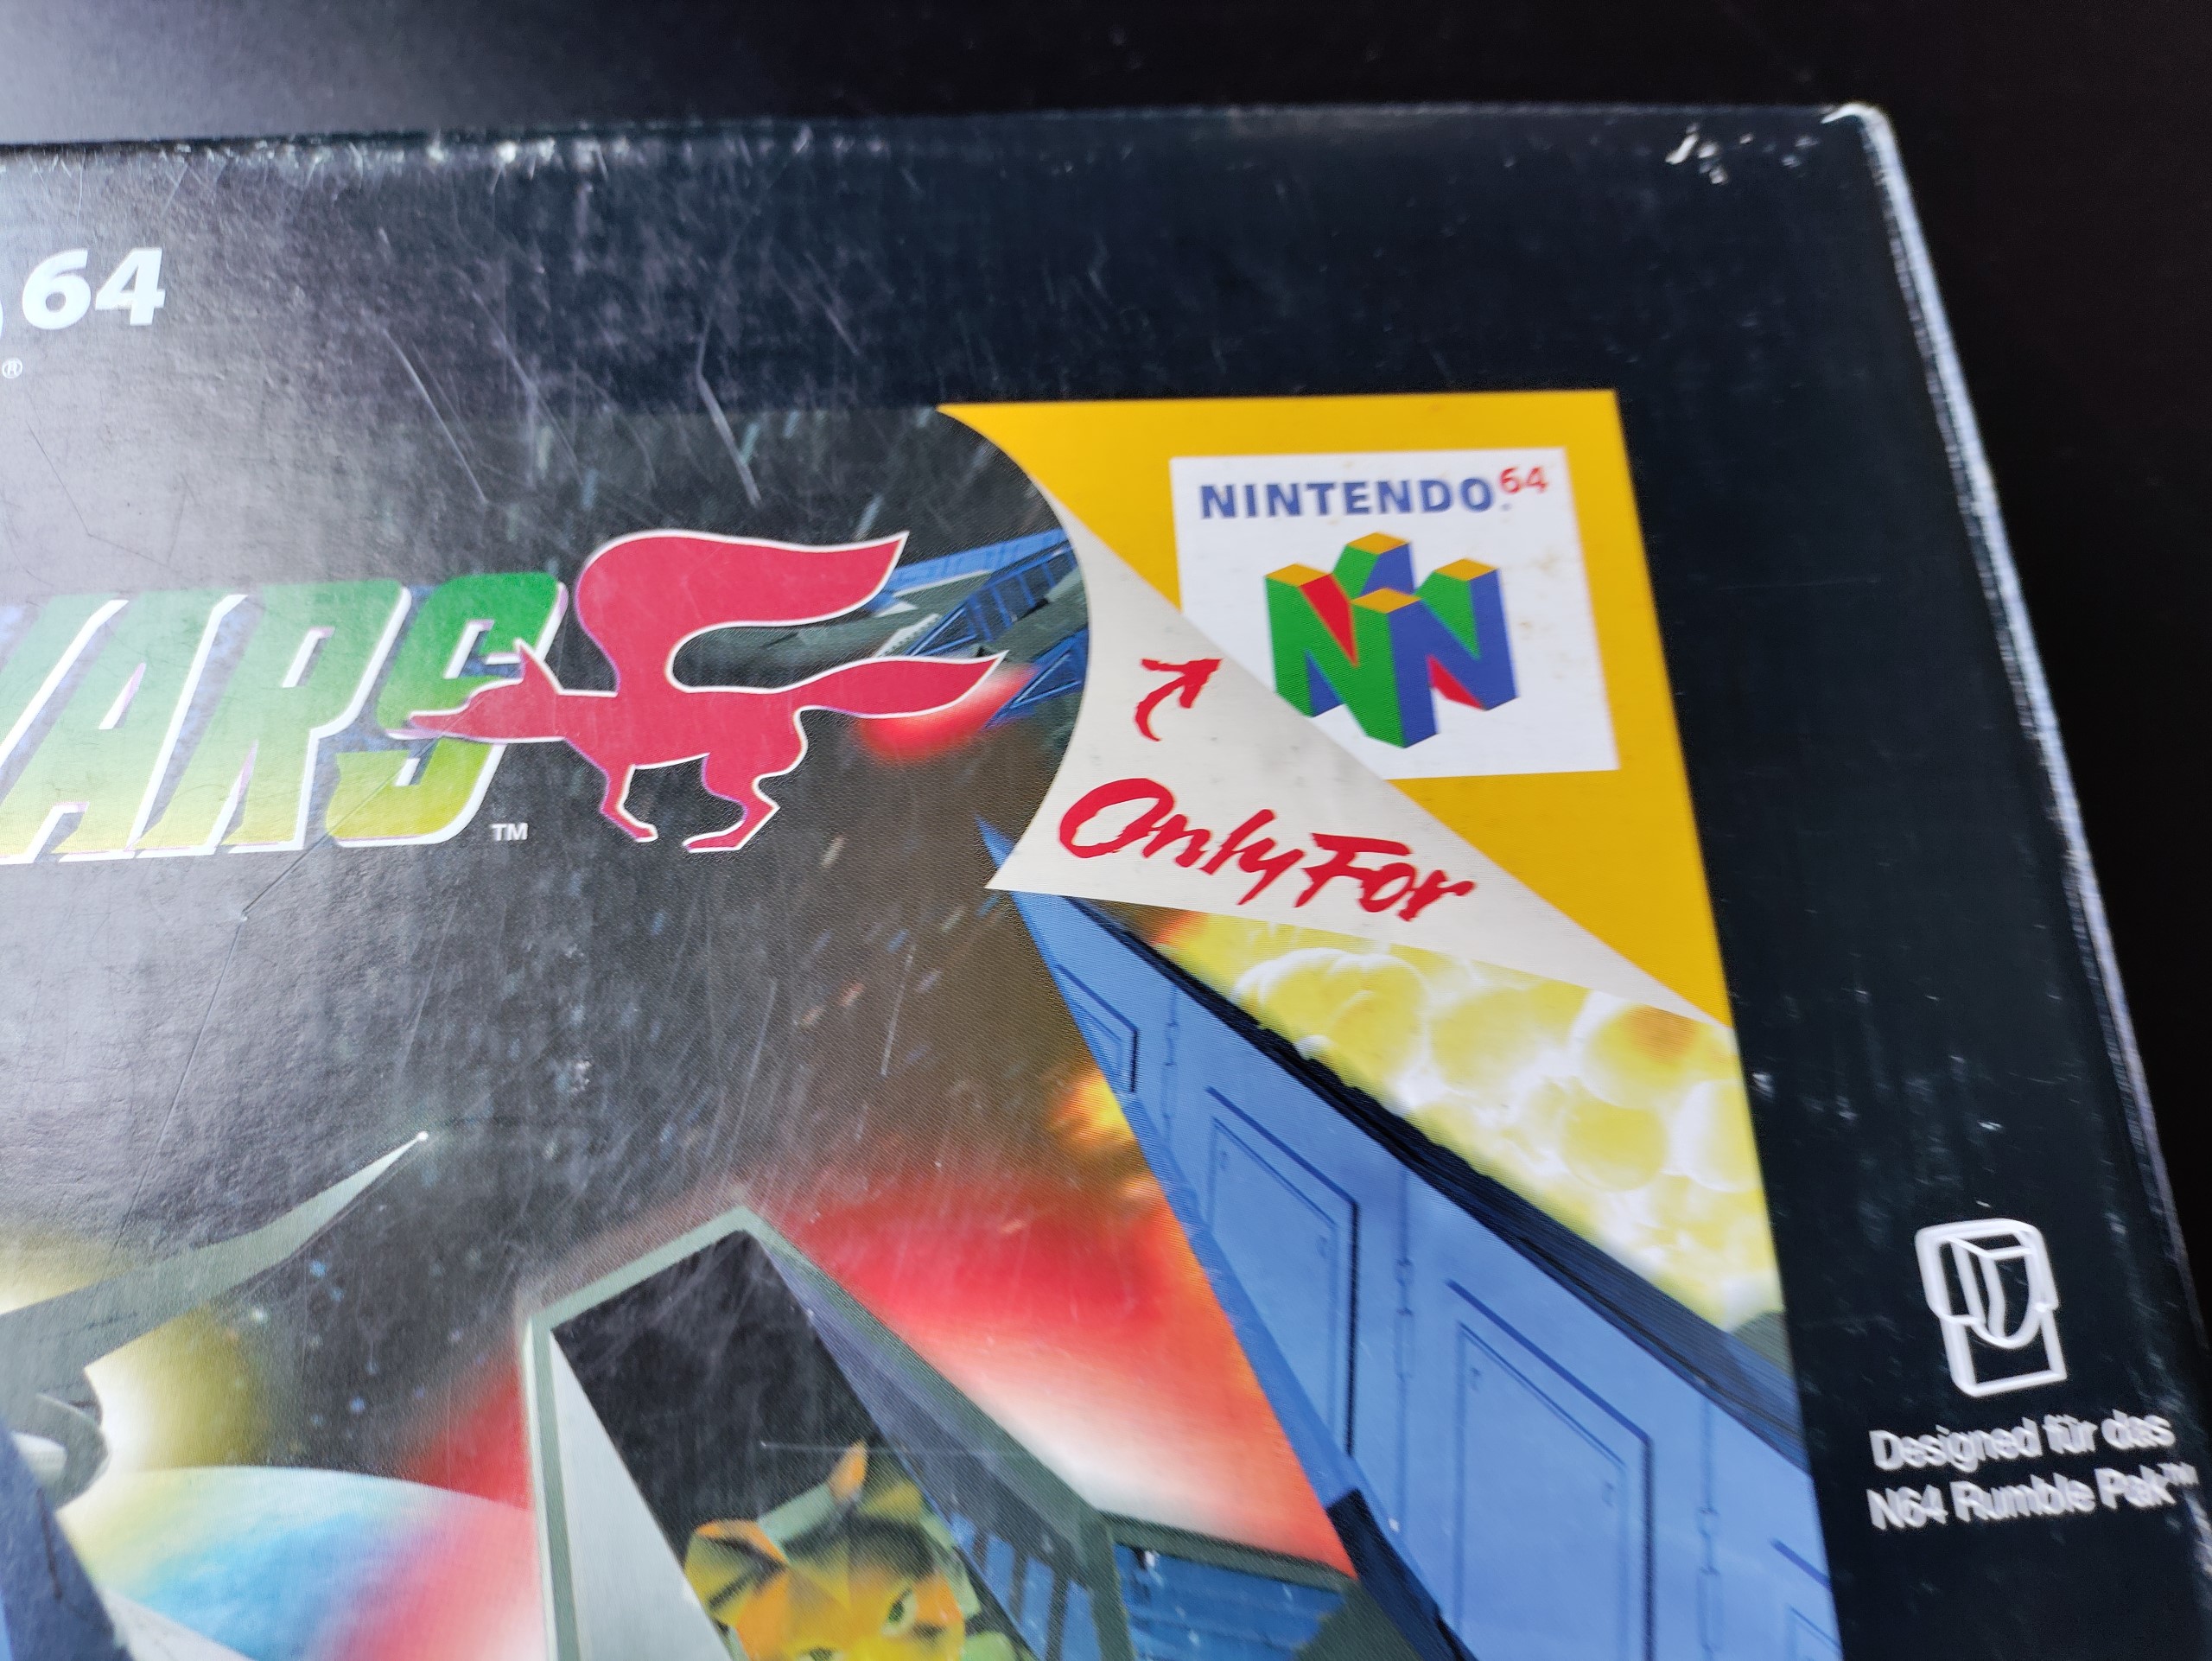 64
®
NINTENDO64
ARS
TM
Only For
Designed für das
N64 Rumble Pak™